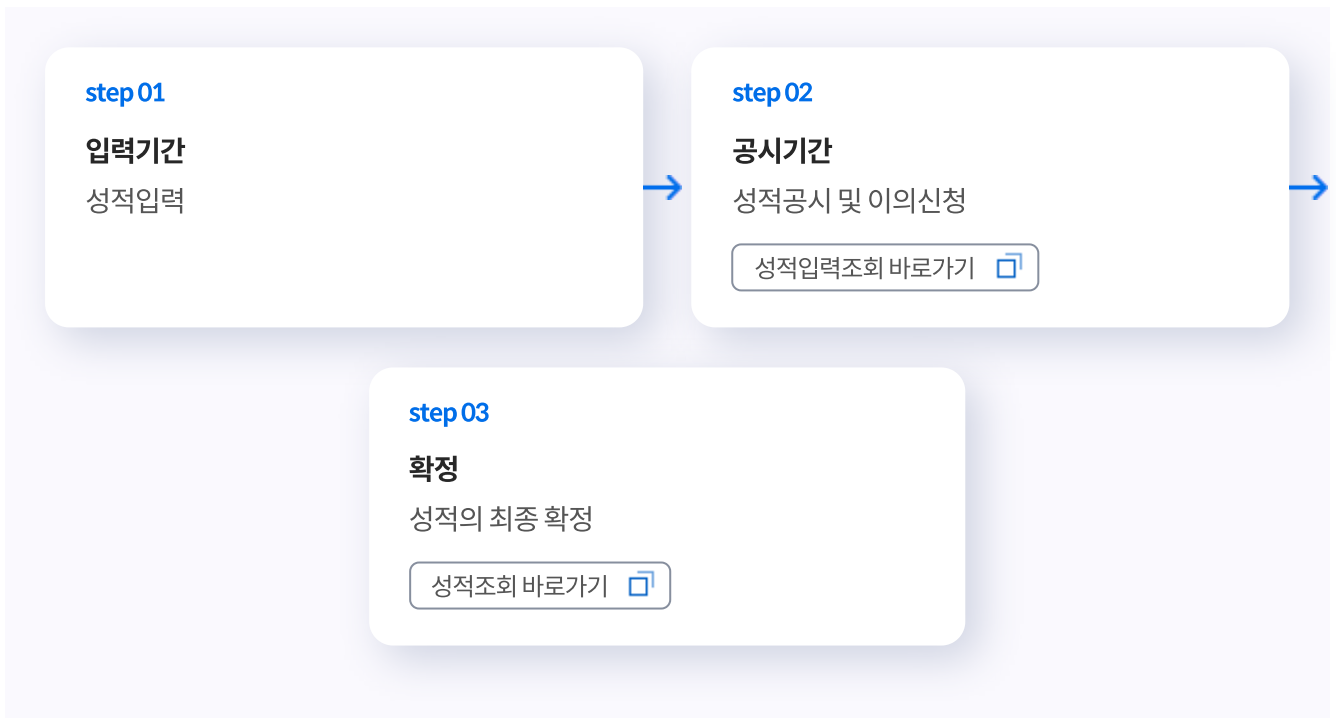 step 01
입력기간
성적입력
step 02
공시기간
성적공시 및 이의신청
성적입력조회 바로가기
step 03
확정
성적의 최종 확정
성적조회 바로가기